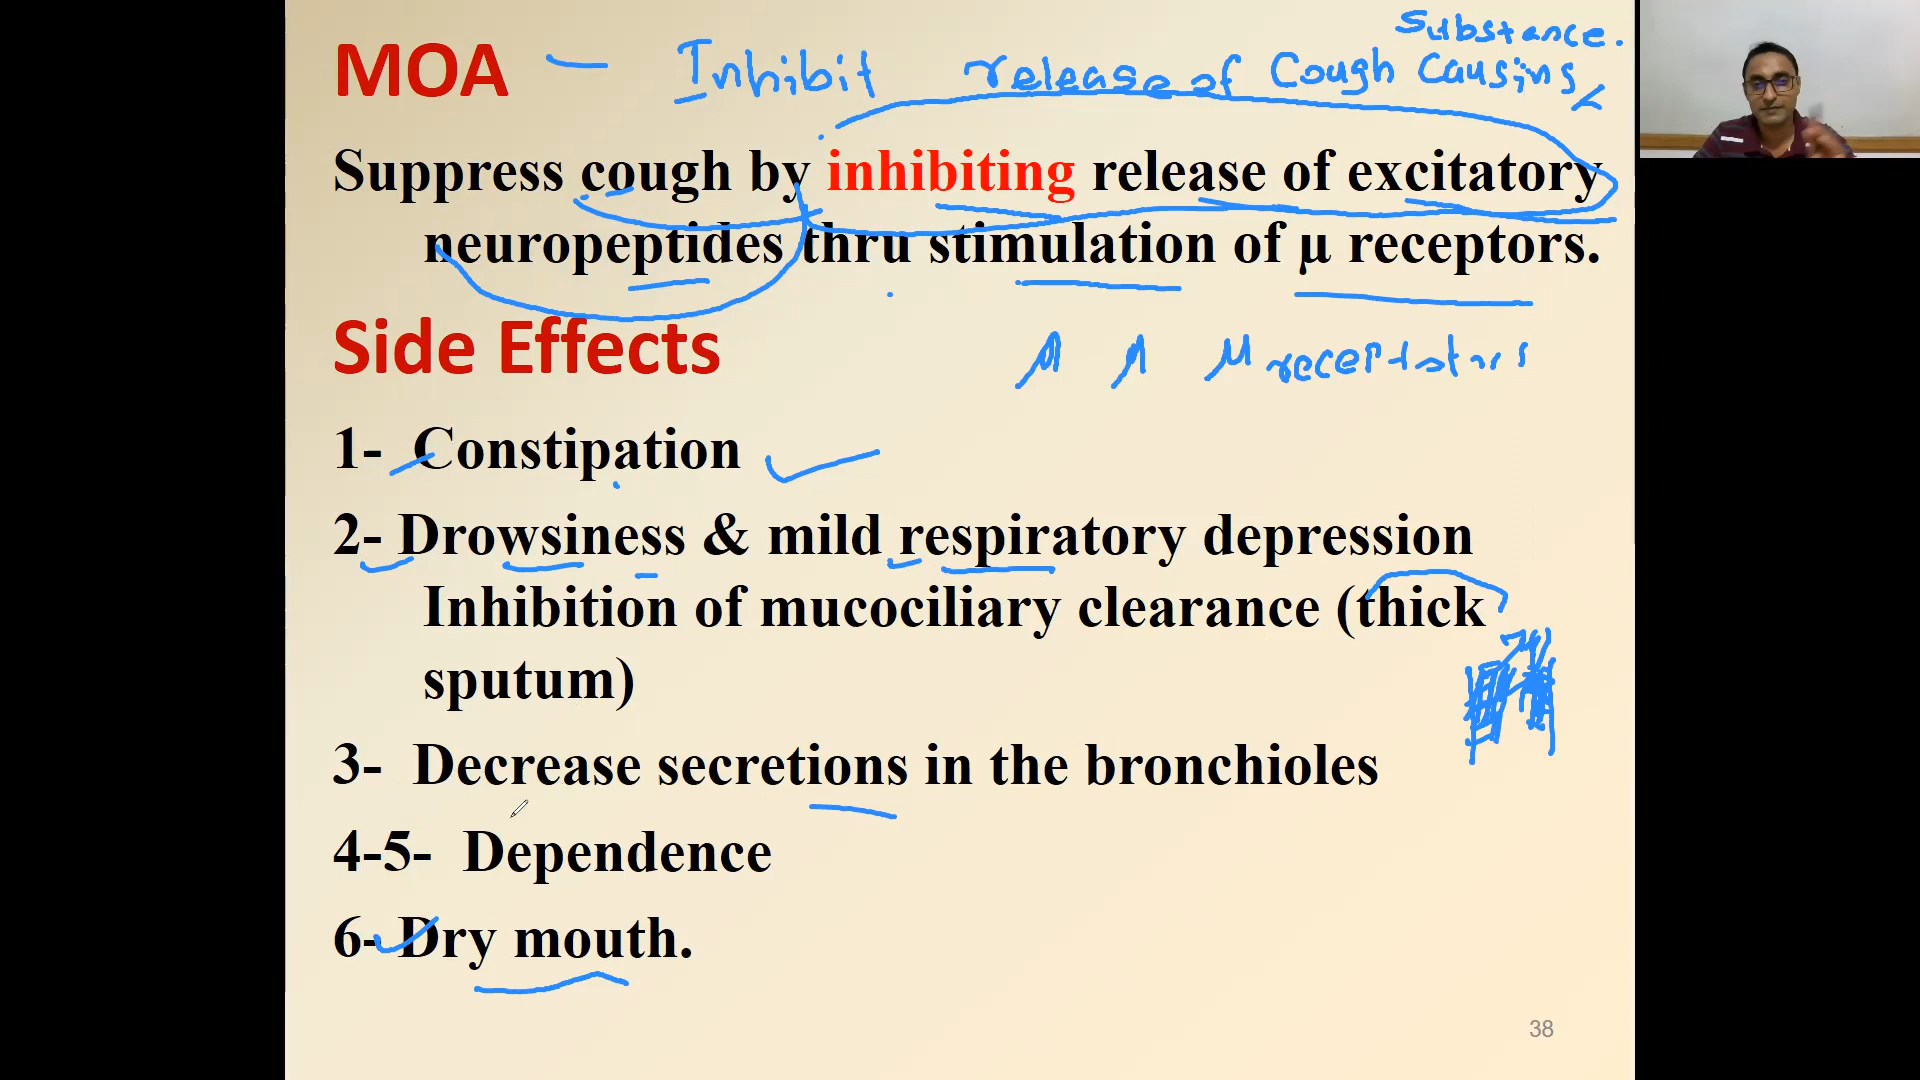 Substance.
MOA — Inhibit release of Cough Causing
Suppress cough by inhibiting release of excitatory
neuropeptides thru stimulation of μ receptors.
Side Effects
μ μ μ
1- Constipation
2- Drowsiness & mild respiratory depression
Inhibition of mucociliary clearance (thick
sputum)
3- Decrease secretions in the bronchioles
4-5- Dependence
6- Dry mouth.
38